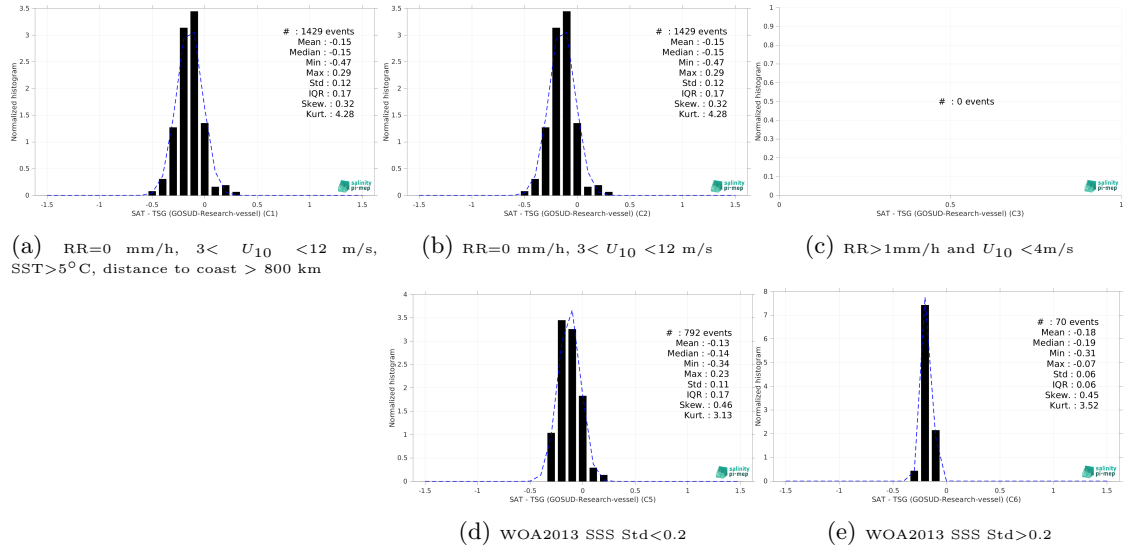 Normalized histogram
3.5
3
2.5
2
1.5
1
0.5
0
-1.5 -1 -0.5 0 0.5 1 1.5
# : 1429 events
Mean : -0.15
Median : -0.15
Min : -0.47
Max : 0.29
Std : 0.12
IQR : 0.17
Skew. : 0.32
Kurt. : 4.28
salinity
pi-mep
SAT - TSG (GOSUD-Research-vessel) (C1)
(a) RR=0 mm/h, 3< U10 <12 m/s,
SST>5°C, distance to coast > 800 km
Normalized histogram
3.5
3
2.5
2
1.5
1
0.5
0
-1.5 -1 -0.5 0 0.5 1 1.5
# : 1429 events
Mean : -0.15
Median : -0.15
Min : -0.47
Max : 0.29
Std : 0.12
IQR : 0.17
Skew. : 0.32
Kurt. : 4.28
salinity
pi-mep
SAT - TSG (GOSUD-Research-vessel) (C2)
(b) RR=0 mm/h, 3< U10 <12 m/s
Normalized histogram
1
0.9
0.8
0.7
0.6
0.5
0.4
0.3
0.2
0.1
0
0 0.5 1
# : 0 events
salinity
pi-mep
SAT - TSG (GOSUD-Research-vessel) (C3)
(c) RR>1mm/h and U10 <4m/s
Normalized histogram
4
3.5
3
2.5
2
1.5
1
0.5
0
-1.5 -1 -0.5 0 0.5 1 1.5
# : 792 events
Mean : -0.13
Median : -0.14
Min : -0.34
Max : 0.23
Std : 0.11
IQR : 0.17
Skew. : 0.46
Kurt. : 3.13
salinity
pi-mep
SAT - TSG (GOSUD-Research-vessel) (C5)
(d) WOA2013 SSS Std<0.2
Normalized histogram
8
7
6
5
4
3
2
1
0
-1.5 -1 -0.5 0 0.5 1 1.5
# : 70 events
Mean : -0.18
Median : -0.19
Min : -0.31
Max : -0.07
Std : 0.06
IQR : 0.06
Skew. : 0.45
Kurt. : 3.52
salinity
pi-mep
SAT - TSG (GOSUD-Research-vessel) (C6)
(e) WOA2013 SSS Std>0.2